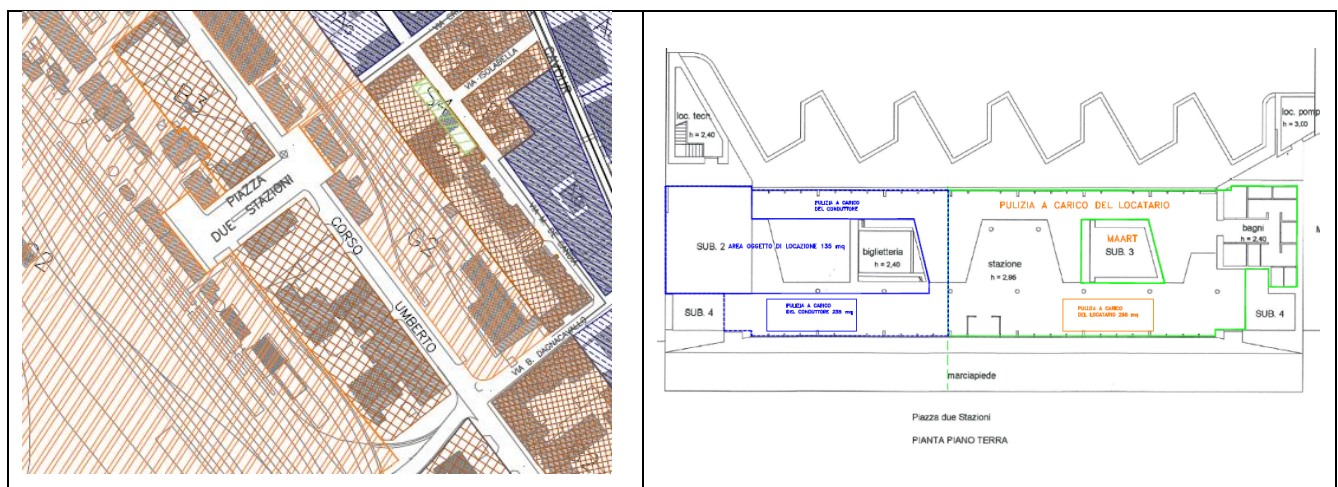 VIA ISOLABELLA
CAVOUR
S4
B3
PIAZZA
DUE STAZIONI
CORSO
UMBERTO
G2
VIA B. DAGNACAVALLO
loc. tech.
h = 2,40
loc. pomp
h = 3,00
PULIZIA A CARICO
DEL CONDUTTORE
PULIZIA A CARICO DEL LOCATARIO
SUB. 2 AREA OGGETTO DI LOCAZIONE 135 mq
biglietteria
h = 2,40
stazione
h = 2,86
MAART
SUB. 3
bagni
h = 2,40
SUB. 4
PULIZIA A CARICO
DEL CONDUTTORE 238 mq
PULIZIA A CARICO
DEL LOCATARIO 268 mq
SUB. 4
marciapiede
Piazza due Stazioni
PIANTA PIANO TERRA